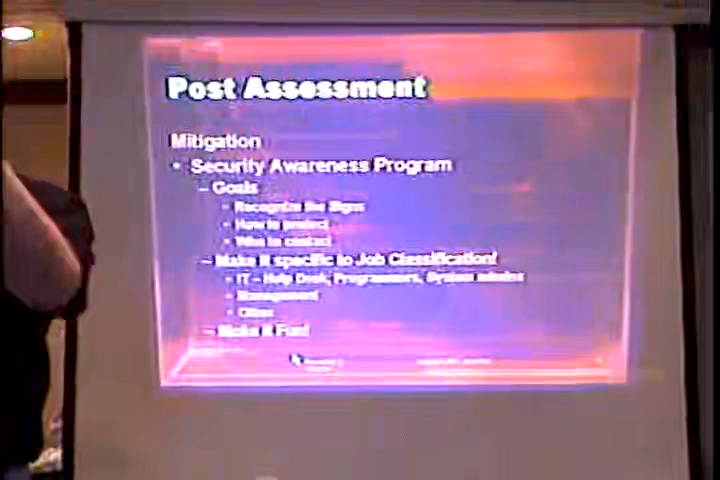 Post Assessment
Mitigation
• Security Awareness Program
– Goals
• Recognize the Signs
• How to protect
• Who to contact
– Make it specific to Job Classification!
• IT – Help Desk, Programmers, System admins
• Management
• Other
– Make it Fun!